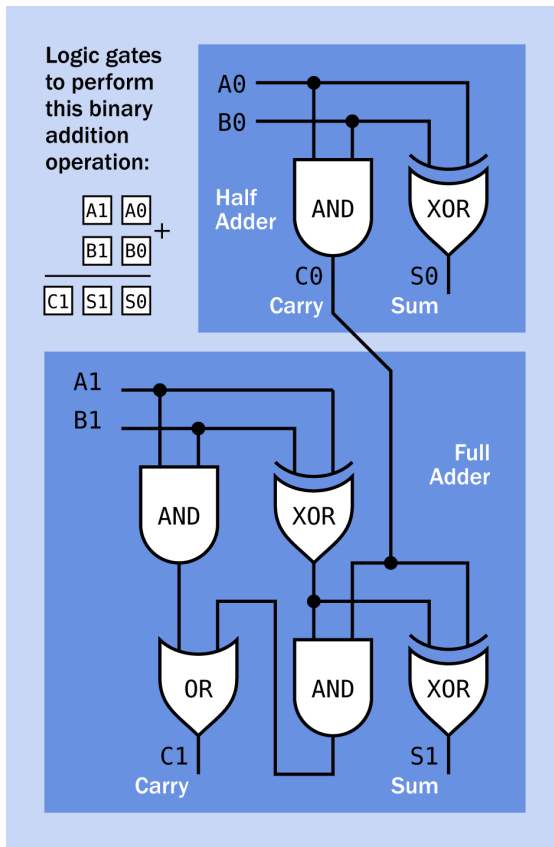 Logic gates
to perform
this binary
addition
operation:
A1 A0
+
B1 B0
C1 S1 S0
A0
B0
Half
Adder
AND
XOR
C0
S0
Carry
Sum
A1
B1
Full
Adder
AND
XOR
OR
AND
XOR
C1
S1
Carry
Sum